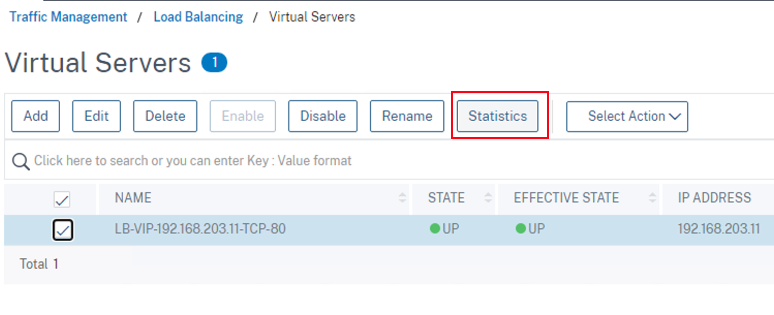 Traffic Management / Load Balancing / Virtual Servers
Virtual Servers 1
Add Edit Delete Enable Disable Rename Statistics Select Action
Click here to search or you can enter Key : Value format
NAME STATE EFFECTIVE STATE IP ADDRESS
LB-VIP-192.168.203.11-TCP-80 UP UP 192.168.203.11
Total 1